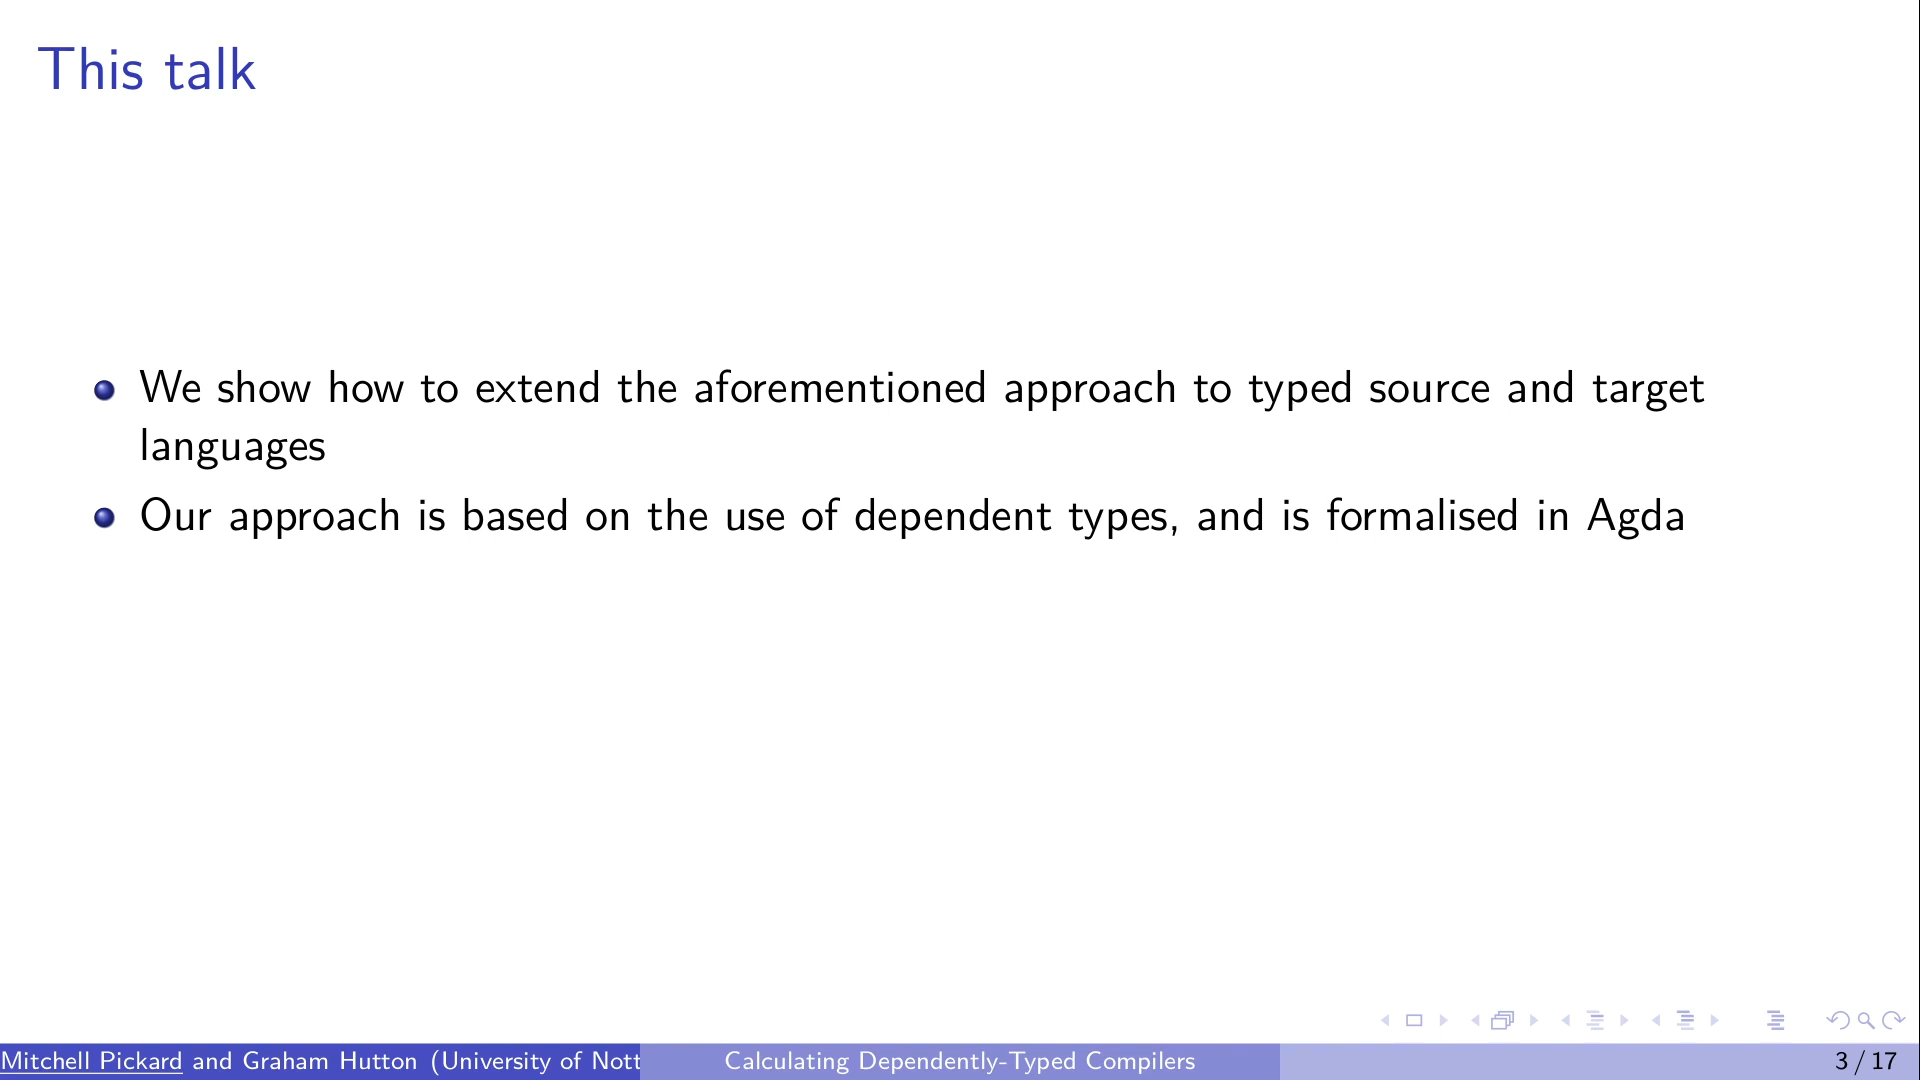 This talk
We show how to extend the aforementioned approach to typed source and target
languages
Our approach is based on the use of dependent types, and is formalised in Agda
Mitchell Pickard and Graham Hutton (University of Nott
Calculating Dependently-Typed Compilers
3 / 17